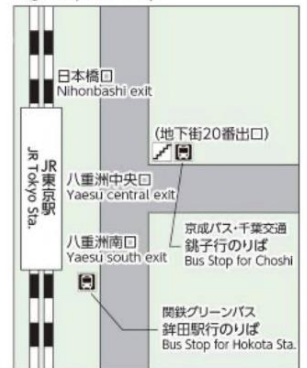 日本橋口
Nihonbashi exit
(地下街20番出口)
JR東京駅
JR Tokyo Sta.
八重洲中央口
Yaesu central exit
京成バス・千葉交通
銚子行のりば
Bus Stop for Choshi
八重洲南口
Yaesu south exit
関鉄グリーンバス
鉾田駅行のりば
Bus Stop for Hokota Sta.